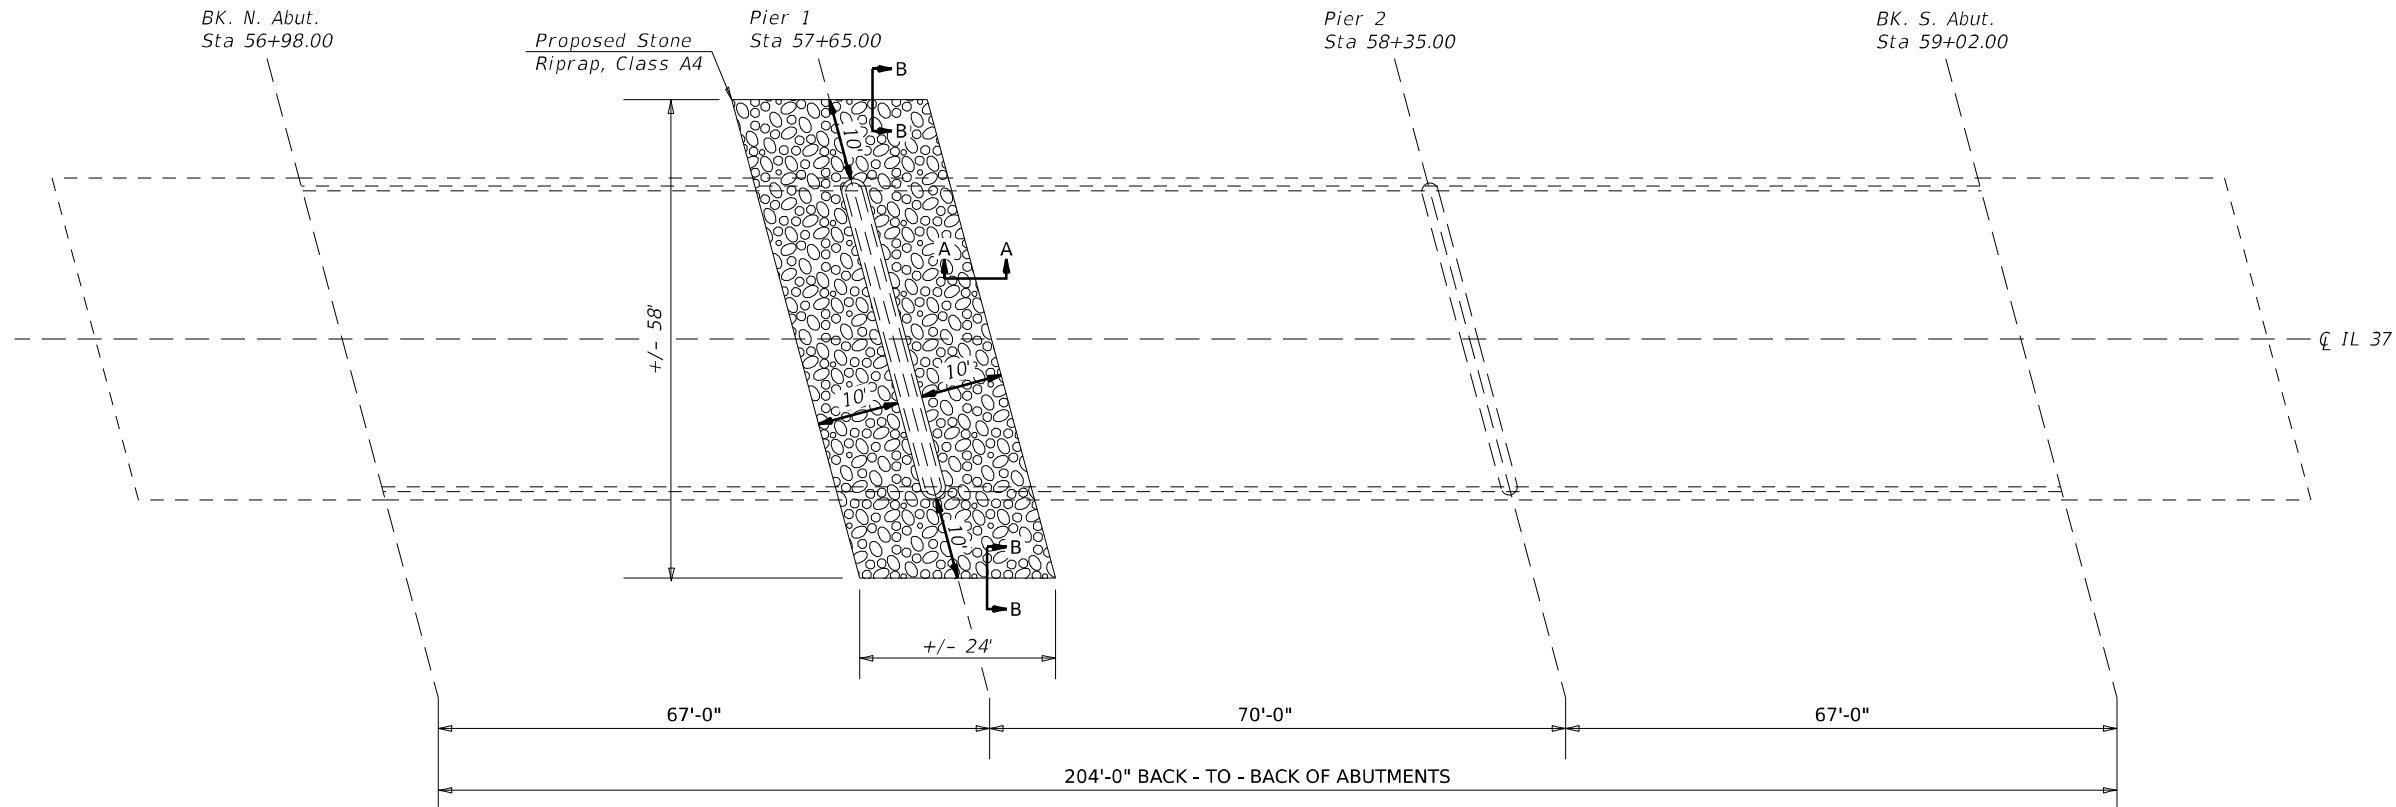 BK. N. Abut.
Sta 56+98.00
Proposed Stone
Riprap, Class A4
Pier 1
Sta 57+65.00
Pier 2
Sta 58+35.00
BK. S. Abut.
Sta 59+02.00
B
B
10'
A A
+/- 58'
℄ IL 37
10'
10'
10'
B
B
+/- 24'
67'-0"
70'-0"
67'-0"
204'-0" BACK - TO - BACK OF ABUTMENTS